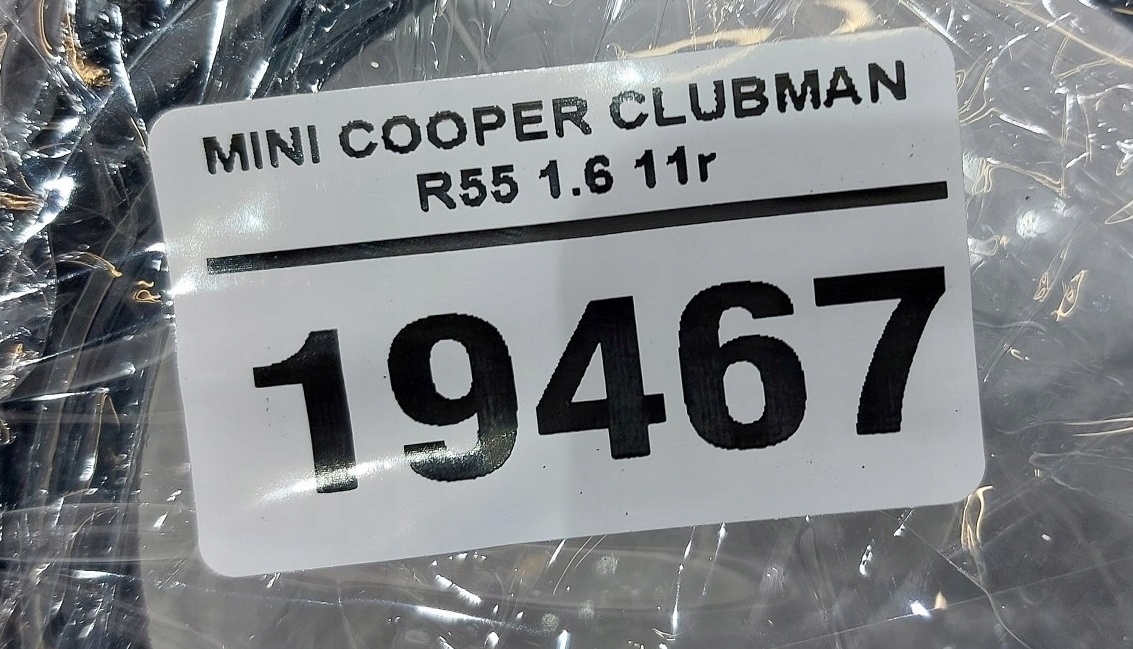 MINI COOPER CLUBMAN
R55 1.6 11r
19467